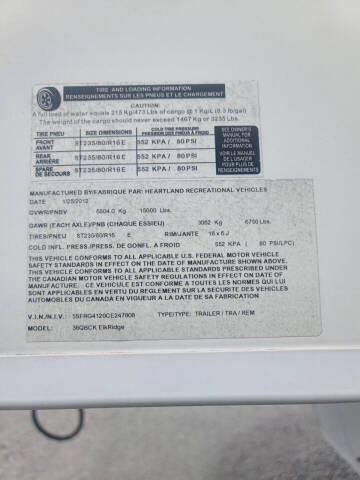 TIRE AND LOADING INFORMATION
RENSEIGNEMENTS SUR LES PNEUS ET LE CHARGEMENT
CAUTION:
A full load of water equals 215 Kg/473 Lbs of cargo @ 1 Kg/L (8.3 lb/gal)
The weight of the cargo should never exceed 1467 Kg or 3235 Lbs.
TIRE PNEU SIZE DIMENSIONS COLD TIRE PRESSURE PRESSION DES PNEUS A FROID
FRONT AVANT ST235/80/R16 E 552 KPA / 80 PSI
REAR ARRIÈRE ST235/80/R16 E 552 KPA / 80 PSI
SPARE DE SECOURS ST235/80/R16 E 552 KPA / 80 PSI
SEE OWNER'S
MANUAL FOR
ADDITIONAL
INFORMATION
VOIR LE MANUEL
DE L'USAGER
POUR PLUS DE
RENSEIGNEMENTS
MANUFACTURED BY/FABRIQUE PAR: HEARTLAND RECREATIONAL VEHICLES
DATE 1/25/2012
GVWR/PNBV 6804.0 Kg 15000 Lbs.
GAWR (EACH AXLE)/PNBE (CHAQUE ESSIEU) 3062 Kg 6750 Lbs.
TIRES/PNEU ST235/80/R16 E RIM/JANTE 16 x 6 J
COLD INFL. PRESS./PRESS. DE GONFL. A FROID 552 KPA ( 80 PSI/LPC)
THIS VEHICLE CONFORMS TO ALL APPLICABLE U.S. FEDERAL MOTOR VEHICLE
SAFETY STANDARDS IN EFFECT ON THE DATE OF MANUFACTURE SHOWN ABOVE.
THIS VEHICLE CONFORMS TO ALL APPLICABLE STANDARDS PRESCRIBED UNDER
THE CANADIAN MOTOR VEHICLE SAFETY REGULATIONS IN EFFECT ON THE DATE
OF MANUFACTURE. CE VEHICULE EST CONFORME A TOUTES LES NORMES QUI LUI
SONT APPLICABLES EN VERTU DU REGLEMENT SUR LA SECURITE DES VEHICULES
AUTOMOBILES DU CANADA EN VIGUEUR A LA DATE DE SA FABRICATION
V.I.N./N.I.V. 5SFRG4120CE247808 TYPE/TYPE: TRAILER / TRA / REM
MODEL: 36QBCK ElkRidge